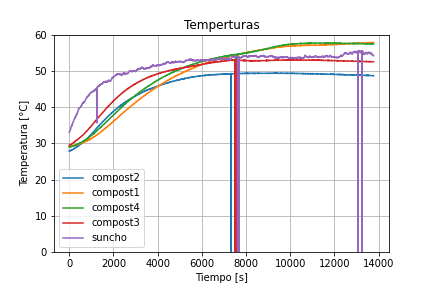 Temperturas
Temperatura [°C]
60
50
40
30
20
10
0
compost2
compost1
compost4
compost3
suncho
0 2000 4000 6000 8000 10000 12000 14000
Tiempo [s]